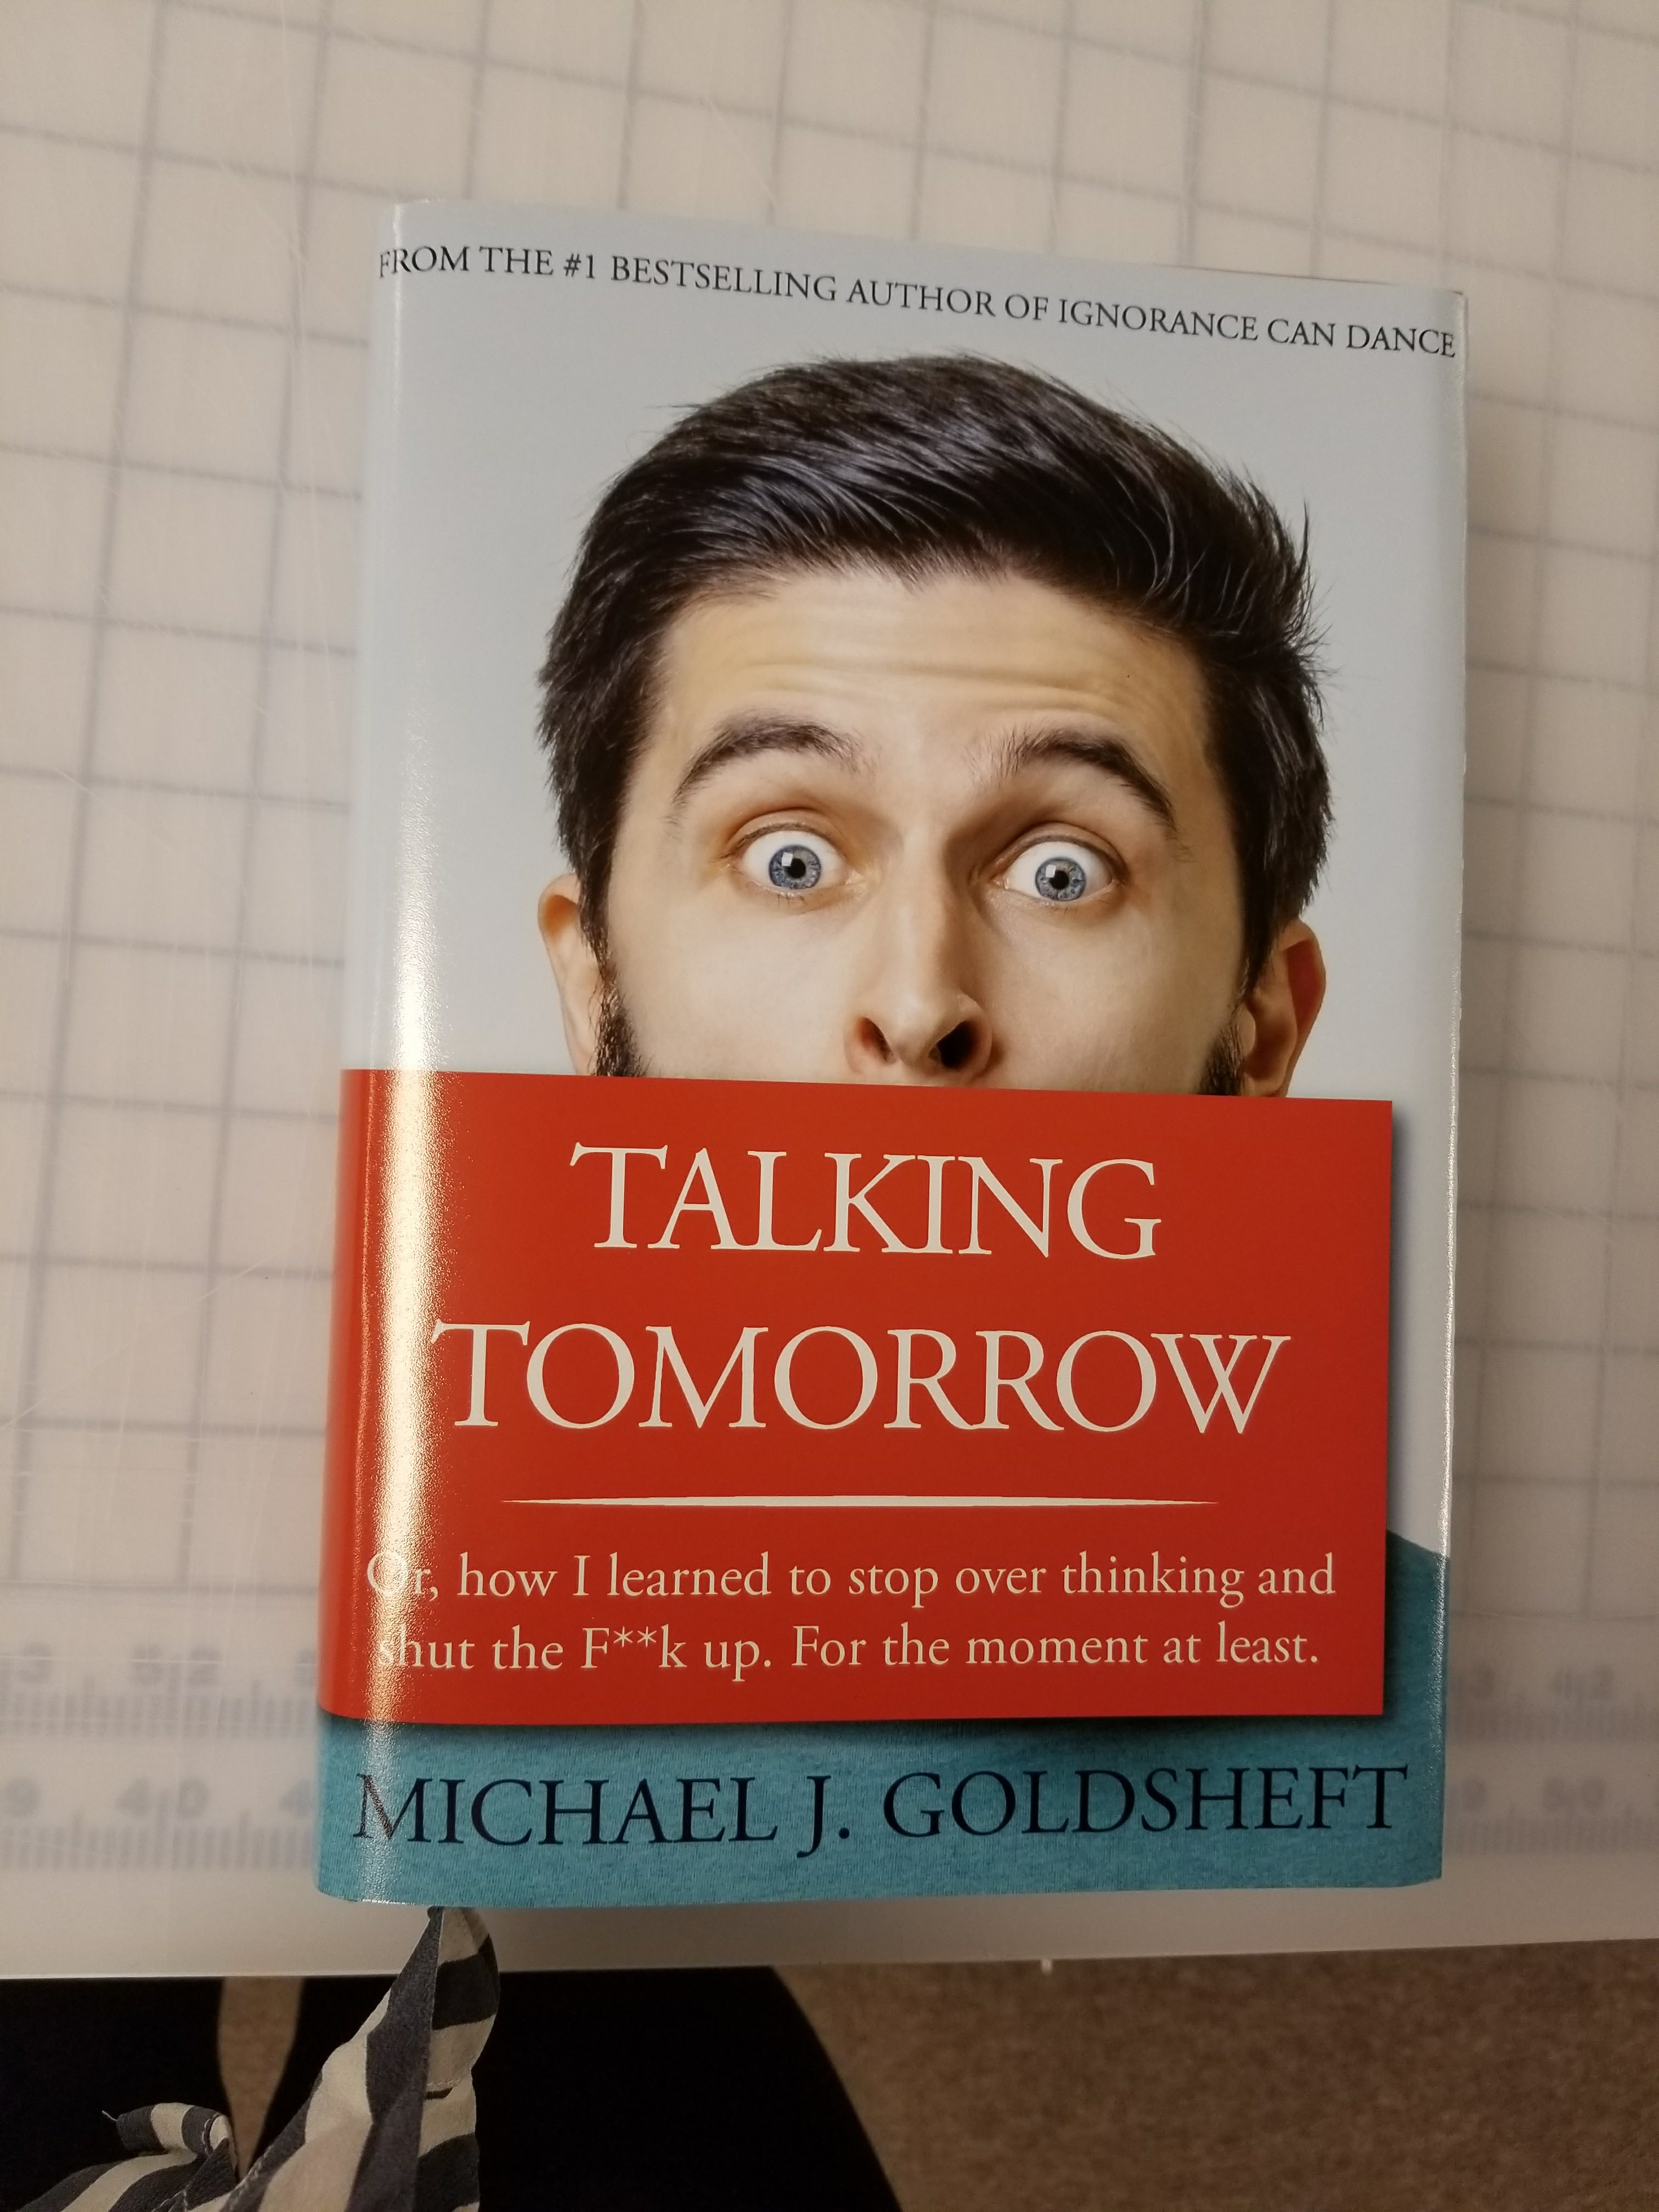 FROM THE #1 BESTSELLING AUTHOR OF IGNORANCE CAN DANCE
TALKING
TOMORROW
Or, how I learned to stop over thinking and
shut the F**k up. For the moment at least.
MICHAEL J. GOLDSHEFT